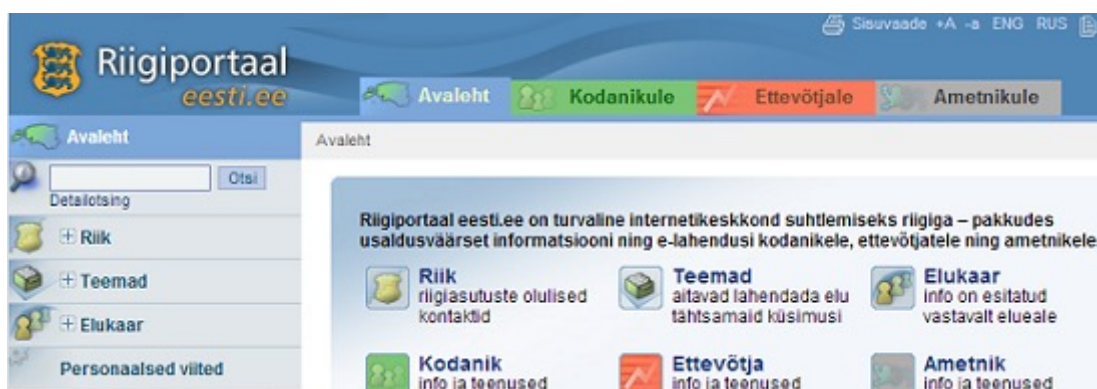 Sisuvaade +A -a ENG RUS
Riigiportaal
eesti.ee
Avaleht Kodanikule Ettevõtjale Ametnikule
Avaleht
Avaleht
Otsi
Detailotsing
Riik
Teemad
Elukaar
Personaalsed viited
Riigiportaal eesti.ee on turvaline internetikeskkond suhtlemiseks riigiga – pakkudes
usaldusväärset informatsiooni ning e-lahendusi kodanikele, ettevõtjatele ning ametnikele
Riik
riigiasutuste olulised
kontaktid
Teemad
aitavad lahendada elu
tähtsamaid küsimusi
Elukaar
info on esitatud
vastavalt elueale
Kodanik
info ja teenused
Ettevõtja
info ja teenused
Ametnik
info ja teenused